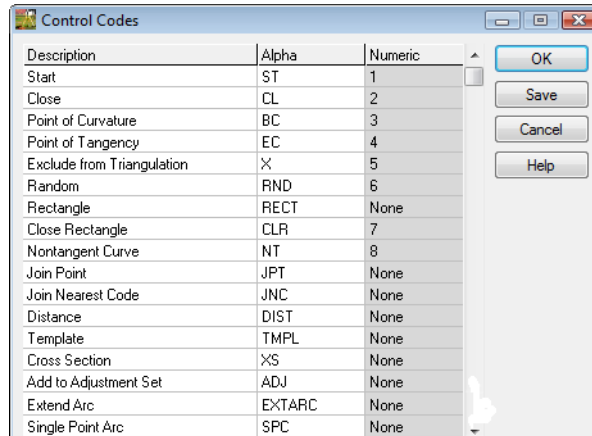 Control Codes
Description Alpha Numeric
Start ST 1
Close CL 2
Point of Curvature BC 3
Point of Tangency EC 4
Exclude from Triangulation X 5
Random RND 6
Rectangle RECT None
Close Rectangle CLR 7
Nontangent Curve NT 8
Join Point JPT None
Join Nearest Code JNC None
Distance DIST None
Template TMPL None
Cross Section XS None
Add to Adjustment Set ADJ None
Extend Arc EXTARC None
Single Point Arc SPC None
OK
Save
Cancel
Help